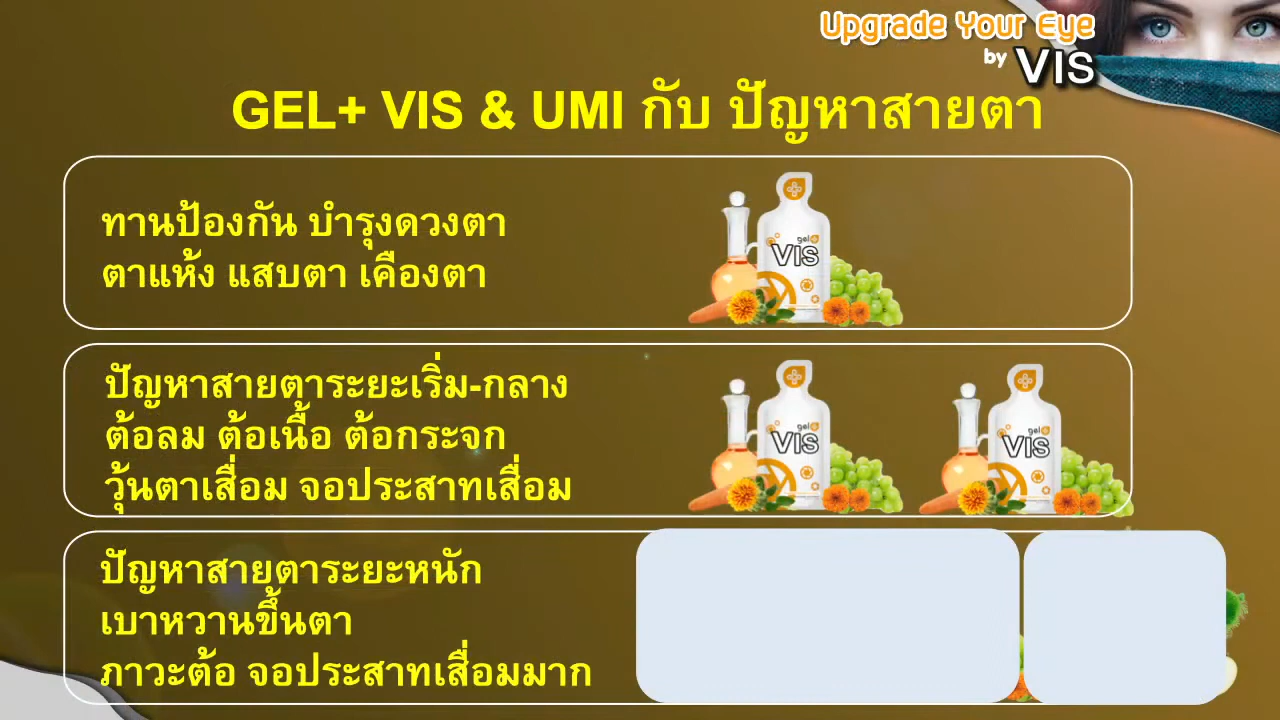 Upgrade Your Eye
by VIS
GEL+ VIS & UMI กับ ปัญหาสายตา
ทานป้องกัน บำรุงดวงตา
ตาแห้ง แสบตา เคืองตา
gel+
VIS
ปัญหาสายตาระยะเริ่ม-กลาง
ต้อลม ต้อเนื้อ ต้อกระจก
วุ้นตาเสื่อม จอประสาทเสื่อม
gel+
VIS
gel+
VIS
ปัญหาสายตาระยะหนัก
เบาหวานขึ้นตา
ภาวะต้อ จอประสาทเสื่อมมาก